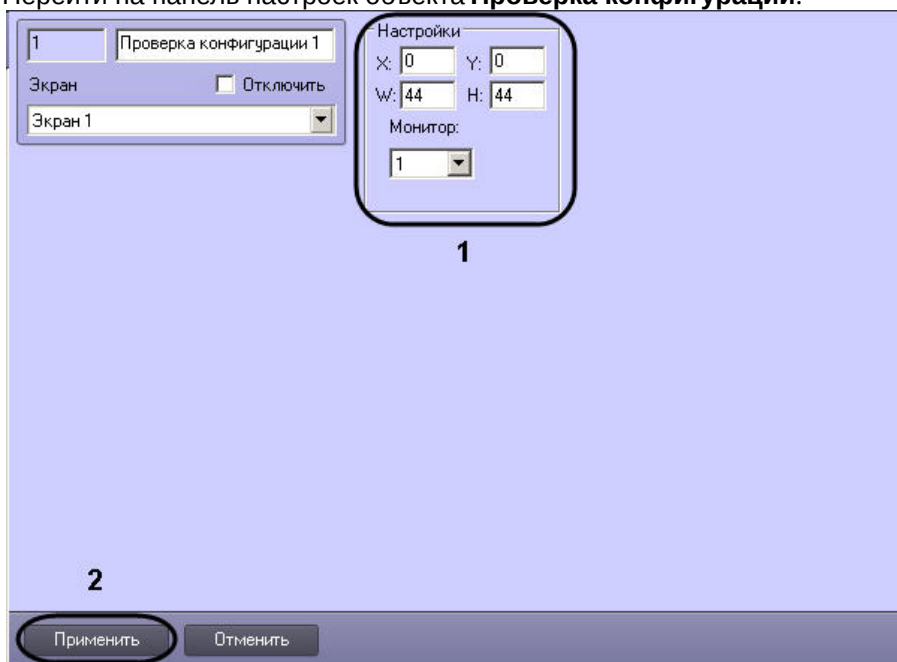 Перейти на панель настроек объекта Проверка конфигурации.
1 Проверка конфигурации 1
Экран Отключить
Экран 1
Настройки
X: 0 Y: 0
W: 44 H: 44
Монитор:
1
1
2
Применить Отменить